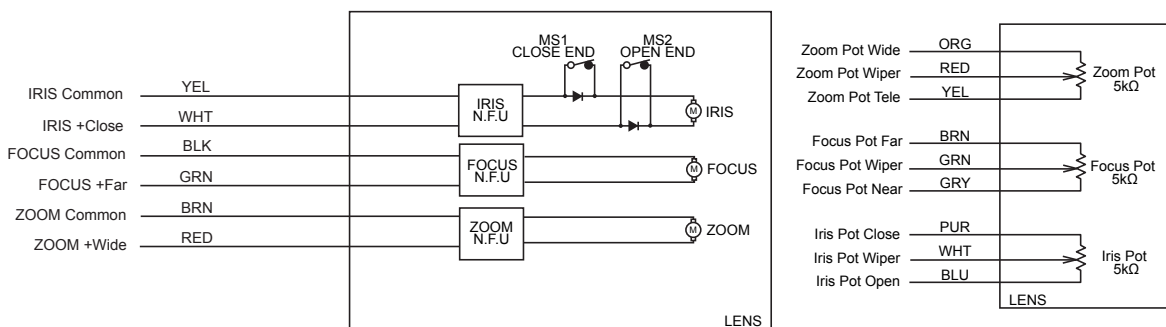 MS1
CLOSE END
MS2
OPEN END
IRIS Common
YEL
IRIS
N.F.U
M
IRIS
IRIS +Close
WHT
FOCUS Common
BLK
FOCUS
N.F.U
M
FOCUS
FOCUS +Far
GRN
ZOOM Common
BRN
ZOOM
N.F.U
M
ZOOM
ZOOM +Wide
RED
LENS
Zoom Pot Wide
ORG
Zoom Pot Wiper
RED
Zoom Pot Tele
YEL
Zoom Pot
5kΩ
Focus Pot Far
BRN
Focus Pot Wiper
GRN
Focus Pot Near
GRY
Focus Pot
5kΩ
Iris Pot Close
PUR
Iris Pot Wiper
WHT
Iris Pot Open
BLU
Iris Pot
5kΩ
LENS